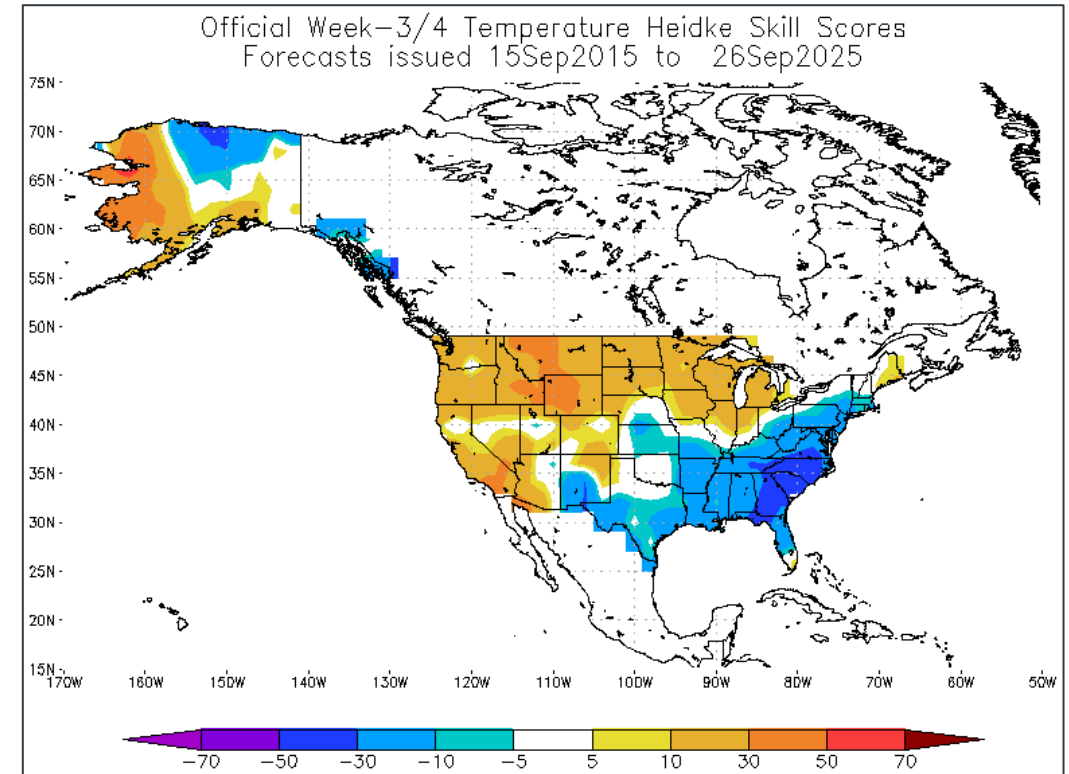 Official Week-3/4 Temperature Heidke Skill Scores
Forecasts issued 15Sep2015 to 26Sep2025
75N
70N
65N
60N
55N
50N
45N
40N
35N
30N
25N
20N
15N
170W 160W 150W 140W 130W 120W 110W 100W 90W 80W 70W 60W 50W
-70 -50 -30 -10 -5 5 10 30 50 70